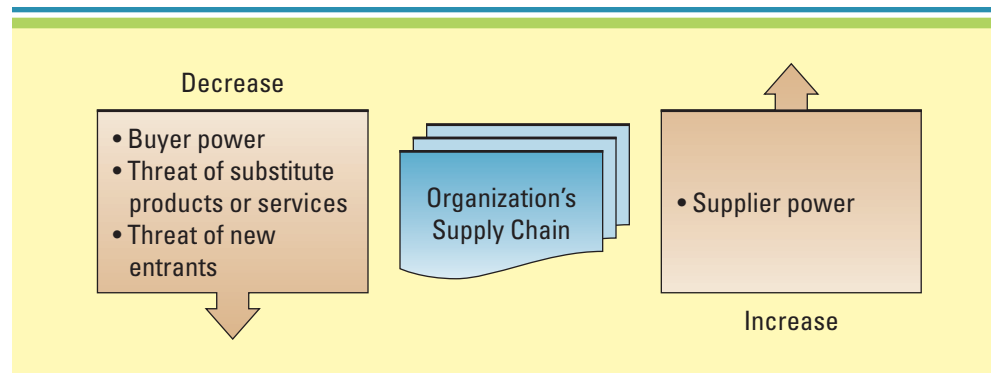 Decrease
• Buyer power
• Threat of substitute
products or services
• Threat of new
entrants
Organization's
Supply Chain
• Supplier power
Increase